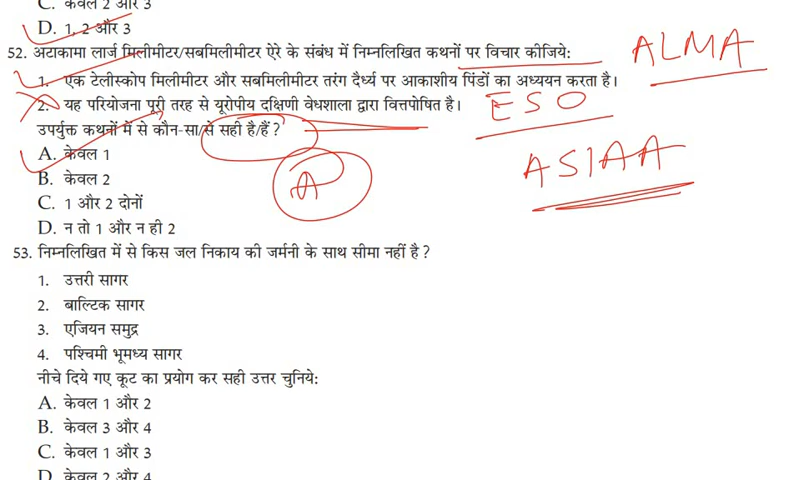 C. केवल 2 और 3
D. 1, 2 और 3
52. अटाकामा लार्ज मिलीमीटर/सबमिलीमीटर ऐरे के संबंध में निम्नलिखित कथनों पर विचार कीजिये:
ALMA
1. एक टेलीस्कोप मिलीमीटर और सबमिलीमीटर तरंग दैर्ध्य पर आकाशीय पिंडों का अध्ययन करता है।
2. यह परियोजना पूरी तरह से यूरोपीय दक्षिणी वेधशाला द्वारा वित्तपोषित है।
ESO
उपर्युक्त कथनों में से कौन-सा/से सही है/हैं ?
A. केवल 1
ASIAA
B. केवल 2
A
C. 1 और 2 दोनों
D. न तो 1 और न ही 2
53. निम्नलिखित में से किस जल निकाय की जर्मनी के साथ सीमा नहीं है ?
1. उत्तरी सागर
2. बाल्टिक सागर
3. एजियन समुद्र
4. पश्चिमी भूमध्य सागर
नीचे दिये गए कूट का प्रयोग कर सही उत्तर चुनिये:
A. केवल 1 और 2
B. केवल 3 और 4
C. केवल 1 और 3
D. केवल 2 और 4